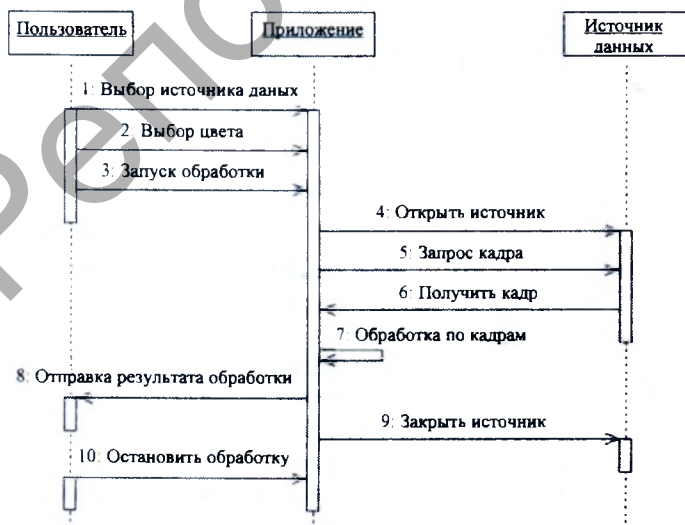 Пользователь
Приложение
Источник
данных
1: Выбор источника даных
2: Выбор цвета
3: Запуск обработки
4: Открыть источник
5: Запрос кадра
6: Получить кадр
7: Обработка по кадрам
8: Отправка результата обработки
9: Закрыть источник
10: Остановить обработку
Репо